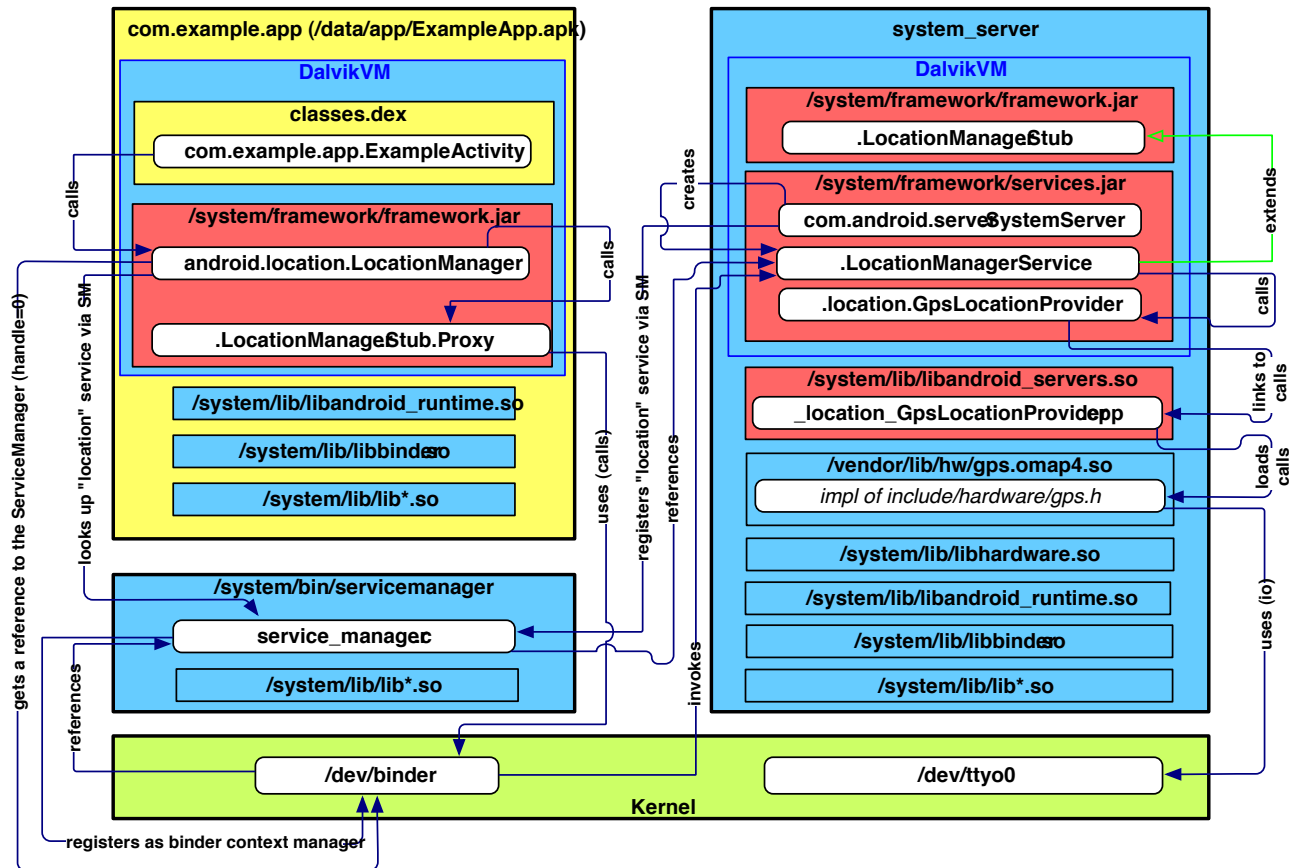 com.example.app (/data/app/ExampleApp.apk)
DalvikVM
classes.dex
com.example.app.ExampleActivity
calls
/system/framework/framework.jar
android.location.LocationManager
calls
.LocationManager.Stub.Proxy
/system/lib/libandroid_runtime.so
/system/lib/libbinder.so
/system/lib/lib*.so
gets a reference to the ServiceManager (handle=0)
looks up "location" service via SM
uses (calls)
registers "location" service via SM
references
/system/bin/servicemanager
service_manager.c
/system/lib/lib*.so
references
invokes
system_server
DalvikVM
/system/framework/framework.jar
.LocationManager.Stub
creates
extends
/system/framework/services.jar
com.android.server.SystemServer
.LocationManagerService
.location.GpsLocationProvider
calls
links to
calls
/system/lib/libandroid_servers.so
_location_GpsLocationProvider.cpp
loads
calls
/vendor/lib/hw/gps.omap4.so
impl of include/hardware/gps.h
/system/lib/libhardware.so
/system/lib/libandroid_runtime.so
/system/lib/libbinder.so
/system/lib/lib*.so
uses (io)
/dev/binder
/dev/ttyo0
Kernel
registers as binder context manager